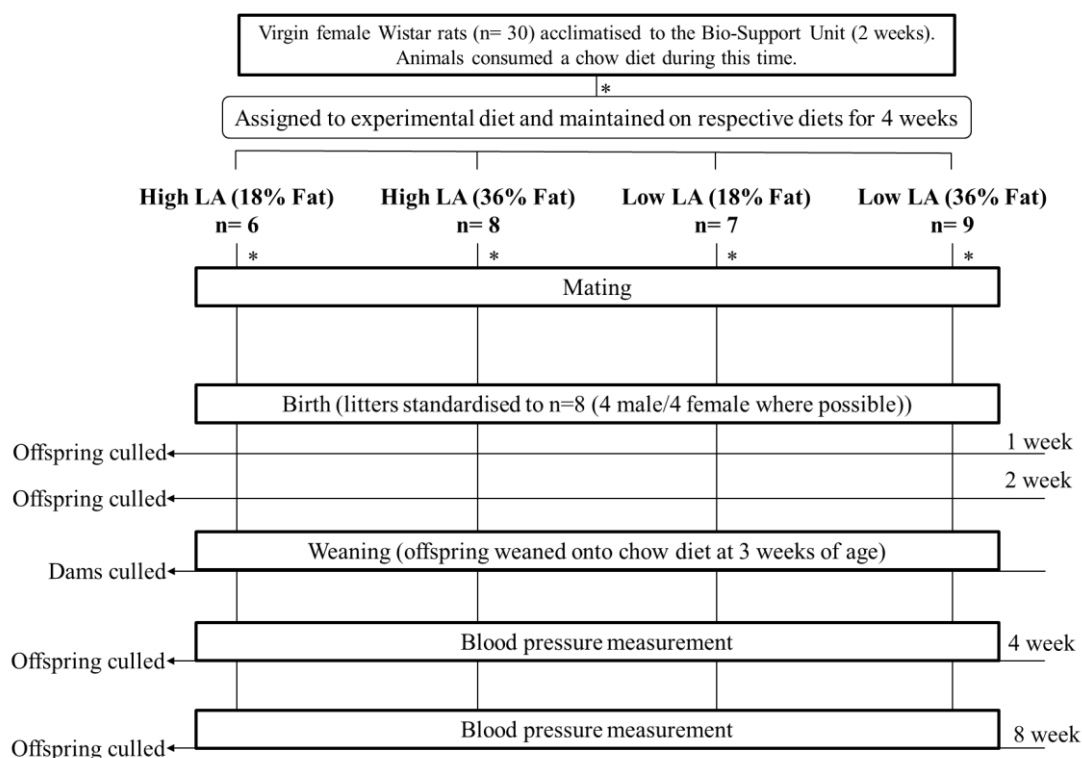 Virgin female Wistar rats (n= 30) acclimatised to the Bio-Support Unit (2 weeks).
Animals consumed a chow diet during this time.
*
Assigned to experimental diet and maintained on respective diets for 4 weeks
High LA (18% Fat) High LA (36% Fat) Low LA (18% Fat) Low LA (36% Fat)
n= 6 n= 8 n= 7 n= 9
* * * *
Mating
Birth (litters standardised to n=8 (4 male/4 female where possible))
1 week
Offspring culled
2 week
Offspring culled
Weaning (offspring weaned onto chow diet at 3 weeks of age)
Dams culled
Blood pressure measurement
4 week
Offspring culled
Blood pressure measurement
8 week
Offspring culled